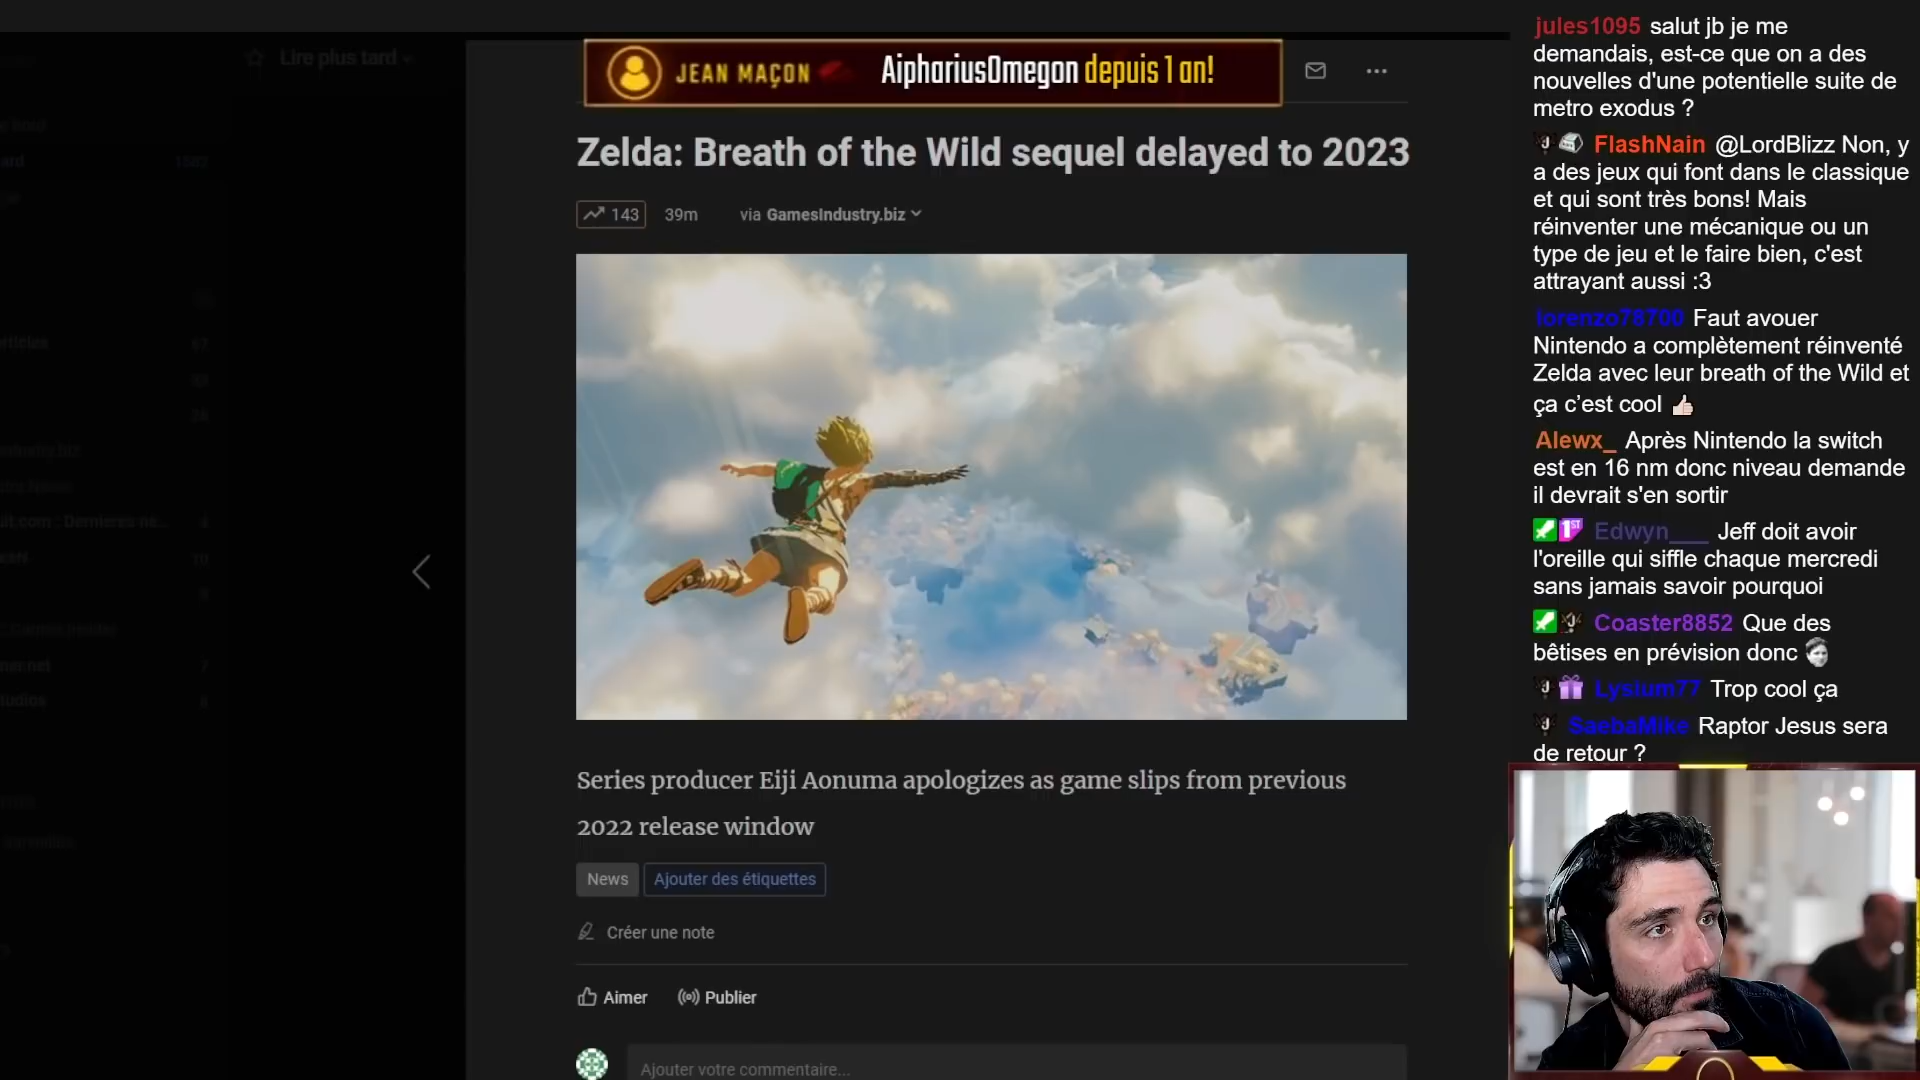 Lire plus tard
JEAN MAÇON
AiphariusOmegon depuis 1 an!
Zelda: Breath of the Wild sequel delayed to 2023
143 39m via GamesIndustry.biz
Series producer Eiji Aonuma apologizes as game slips from previous
2022 release window
News Ajouter des étiquettes
Créer une note
Aimer Publier
Ajouter votre commentaire...
jules1095 salut jb je me
demandais, est-ce que on a des
nouvelles d'une potentielle suite de
metro exodus ?
FlashNain @LordBlizz Non, y
a des jeux qui font dans le classique
et qui sont très bons! Mais
réinventer une mécanique ou un
type de jeu et le faire bien, c'est
attrayant aussi :3
lorenzo78700 Faut avouer
Nintendo a complètement réinventé
Zelda avec leur breath of the Wild et
ça c’est cool
Alewx_ Après Nintendo la switch
est en 16 nm donc niveau demande
il devrait s'en sortir
1ST Edwyn___ Jeff doit avoir
l'oreille qui siffle chaque mercredi
sans jamais savoir pourquoi
Coaster8852 Que des
bêtises en prévision donc
Lysium77 Trop cool ça
SaebaMike Raptor Jesus sera
de retour ?